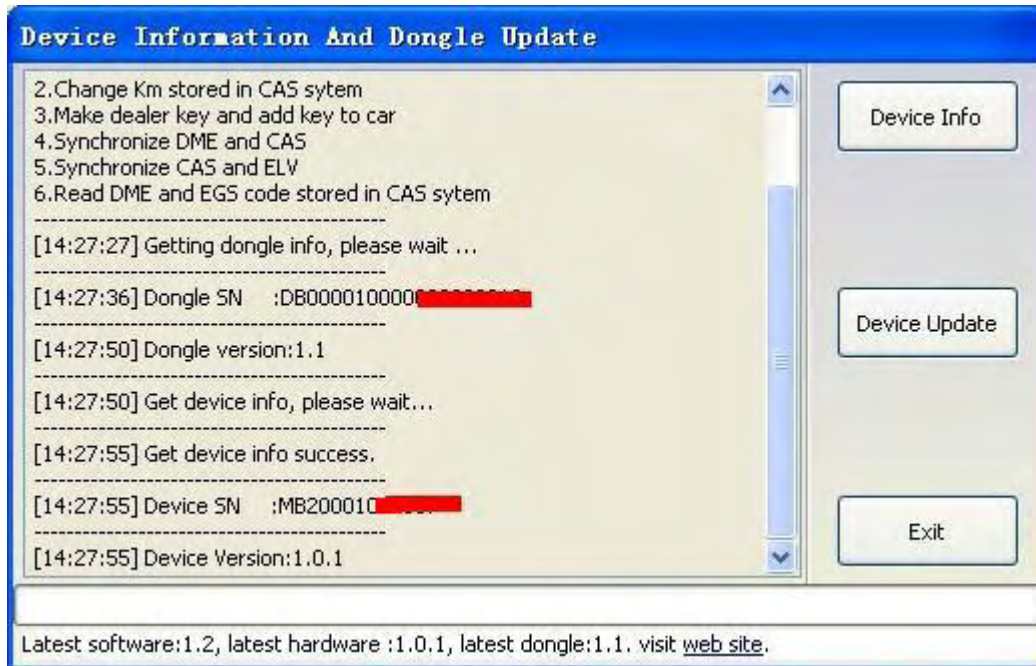 Device Information And Dongle Update
2.Change Km stored in CAS sytem
3.Make dealer key and add key to car
4.Synchronize DME and CAS
5.Synchronize CAS and ELV
6.Read DME and EGS code stored in CAS sytem
----------------------------------------
[14:27:27] Getting dongle info, please wait ...
----------------------------------------
[14:27:36] Dongle SN :DB000010000
----------------------------------------
[14:27:50] Dongle version:1.1
----------------------------------------
[14:27:50] Get device info, please wait...
----------------------------------------
[14:27:55] Get device info success.
----------------------------------------
[14:27:55] Device SN :MB200010
----------------------------------------
[14:27:55] Device Version:1.0.1
Device Info
Device Update
Exit
Latest software:1.2, latest hardware :1.0.1, latest dongle:1.1. visit web site.